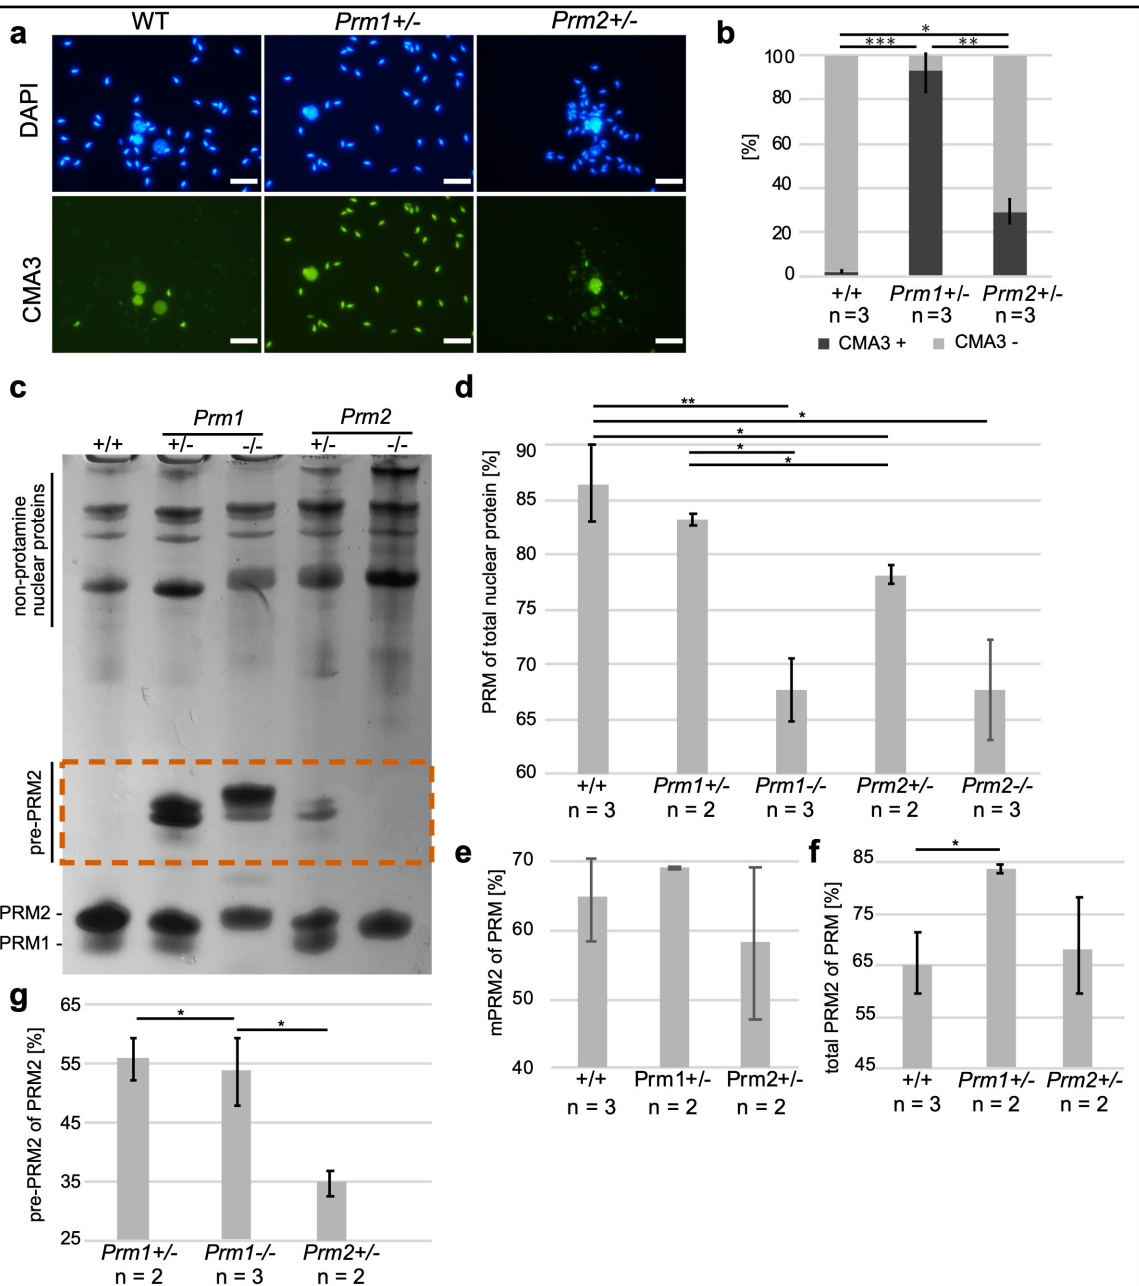 a
WT
Prm1+/-
Prm2+/-
DAPI
CMA3
b
* 
*** **
[%]
100
80
60
40
20
0
+/+ Prm1+/- Prm2+/-
n =3 n =3 n =3
CMA3 + CMA3 -
c
Prm1 Prm2
+/+ +/- -/- +/- -/-
non-protamine
nuclear proteins
pre-PRM2
PRM2 -
PRM1 -
d
**
*
*
*
*
PRM of total nuclear protein [%]
90
85
80
75
70
65
60
+/+ Prm1+/- Prm1-/- Prm2+/- Prm2-/-
n = 3 n = 2 n = 3 n = 2 n = 3
e
mPRM2 of PRM [%]
70
60
50
40
+/+ Prm1+/- Prm2+/-
n = 3 n = 2 n = 2
f
*
total PRM2 of PRM [%]
85
75
65
55
45
+/+ Prm1+/- Prm2+/-
n = 3 n = 2 n = 2
g
* *
pre-PRM2 of PRM2 [%]
65
55
45
35
25
Prm1+/- Prm1-/- Prm2+/-
n = 2 n = 3 n = 2